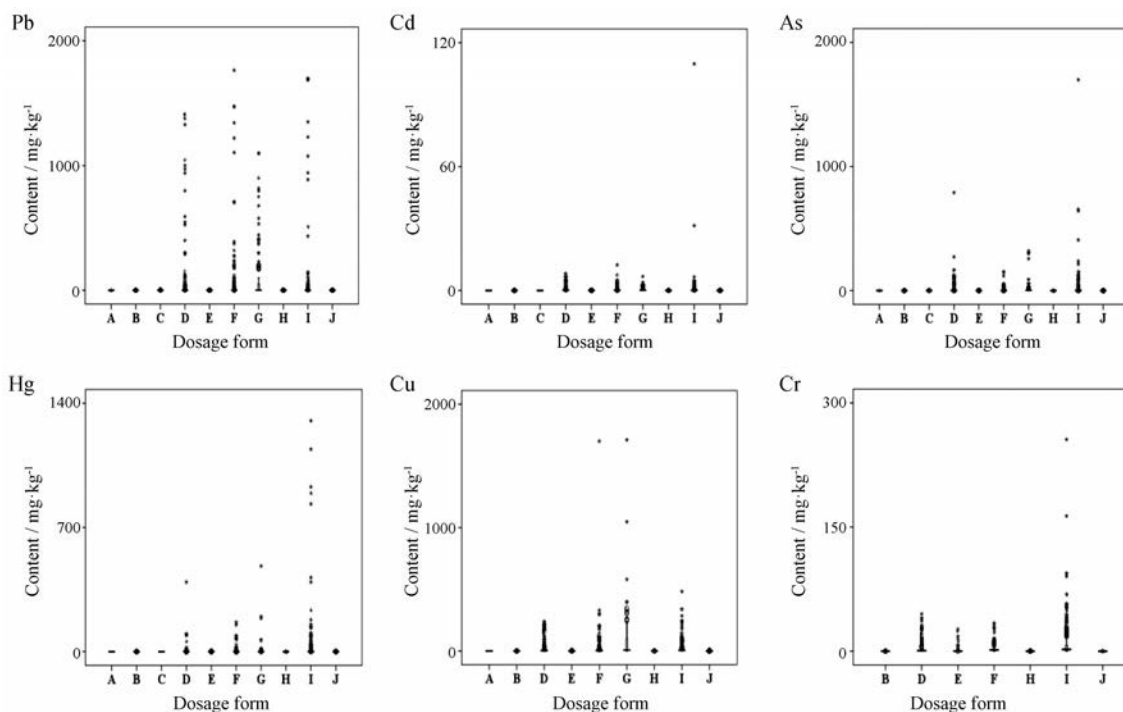 Pb
Cd
As
2000
1000
0
Content / mg·kg⁻¹
A B C D E F G H I J
Dosage form
120
60
0
Content / mg·kg⁻¹
A B C D E F G H I J
Dosage form
2000
1000
0
Content / mg·kg⁻¹
A B C D E F G H I J
Dosage form
Hg
Cu
Cr
1400
700
0
Content / mg·kg⁻¹
A B C D E F G H I J
Dosage form
2000
1000
0
Content / mg·kg⁻¹
A B C D E F G H I J
Dosage form
300
150
0
Content / mg·kg⁻¹
B D E F H I J
Dosage form